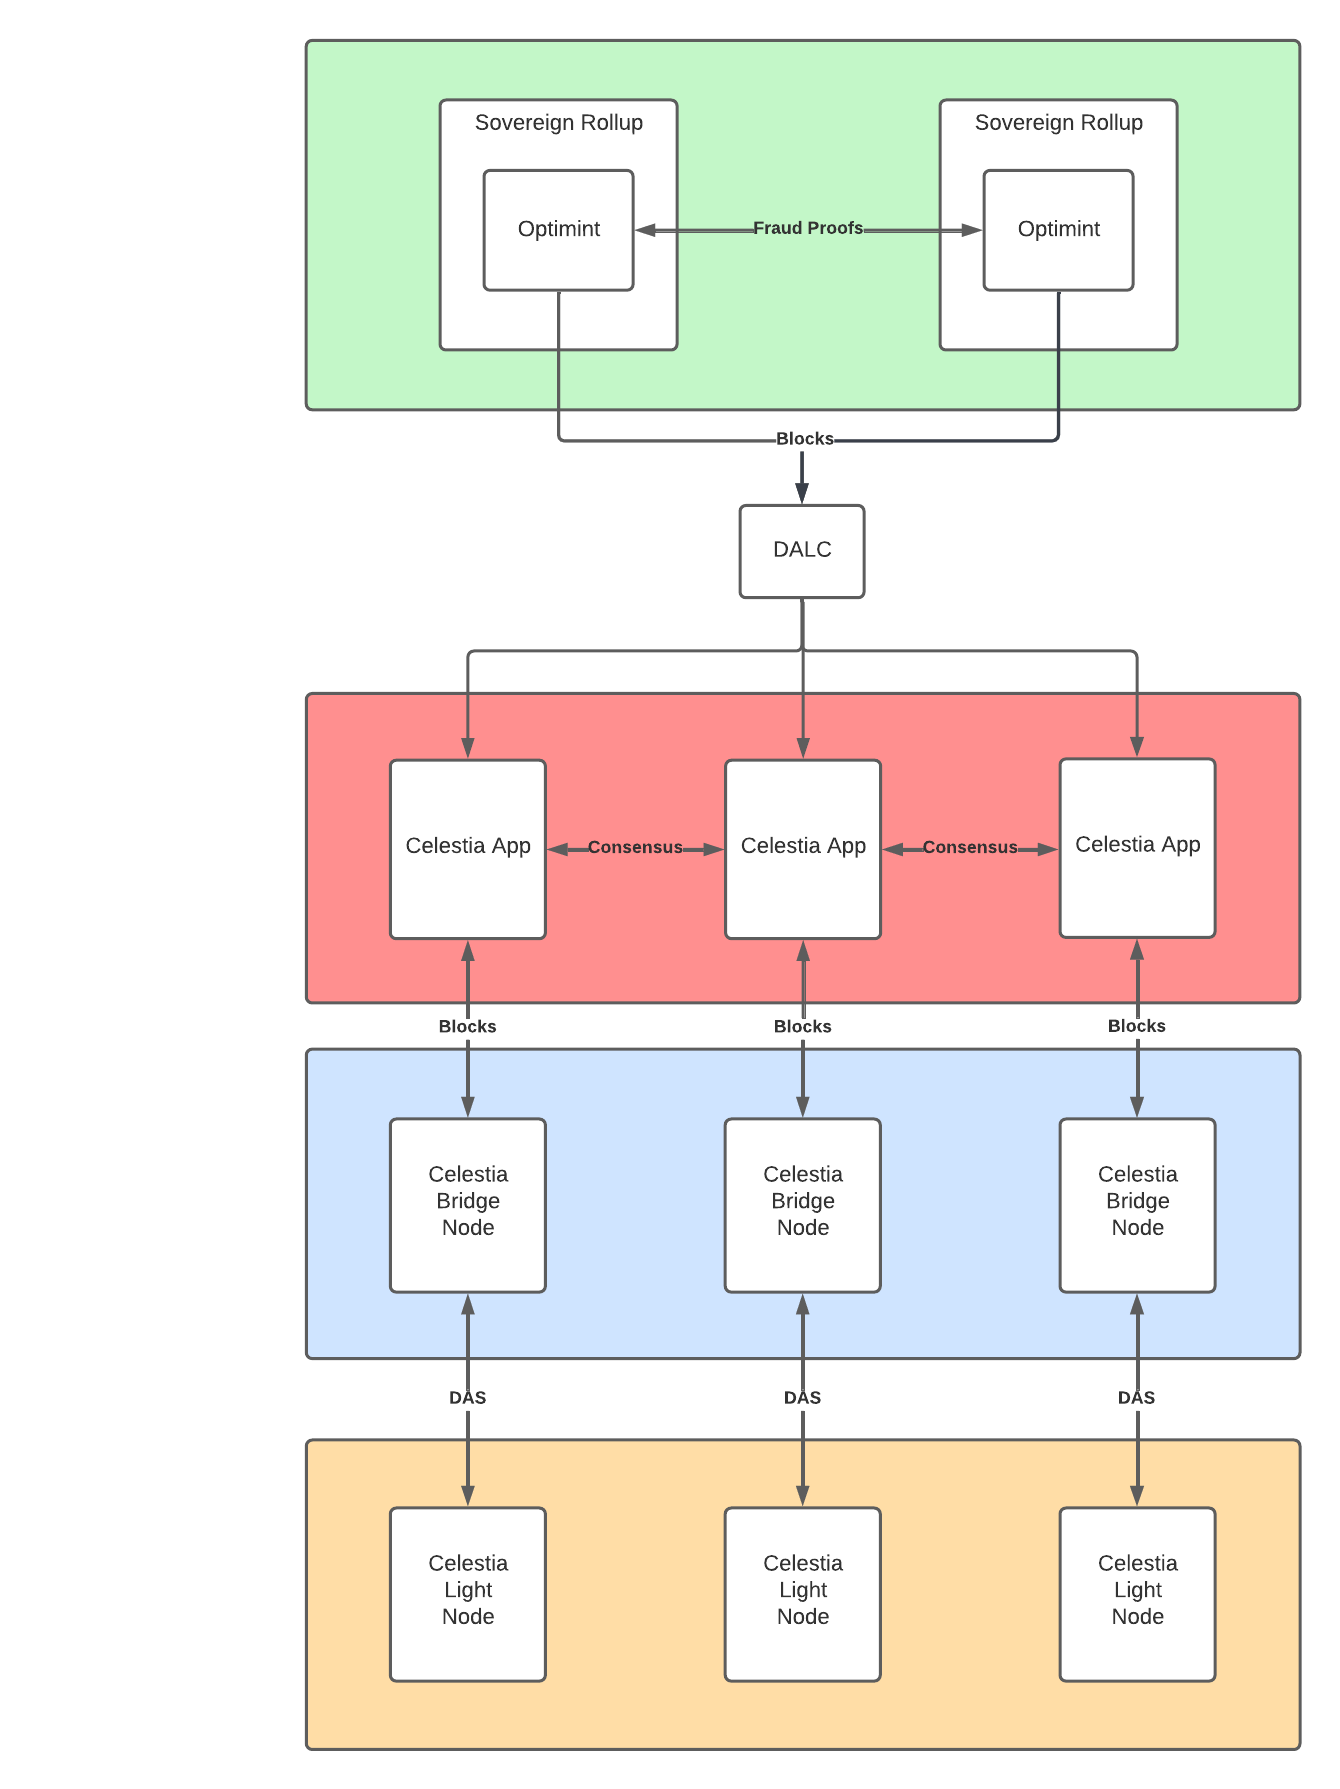 Sovereign Rollup
Sovereign Rollup
Optimint
Fraud Proofs
Optimint
Blocks
DALC
Celestia App
Consensus
Celestia App
Consensus
Celestia App
Blocks
Blocks
Blocks
Celestia
Bridge
Node
Celestia
Bridge
Node
Celestia
Bridge
Node
DAS
DAS
DAS
Celestia
Light
Node
Celestia
Light
Node
Celestia
Light
Node